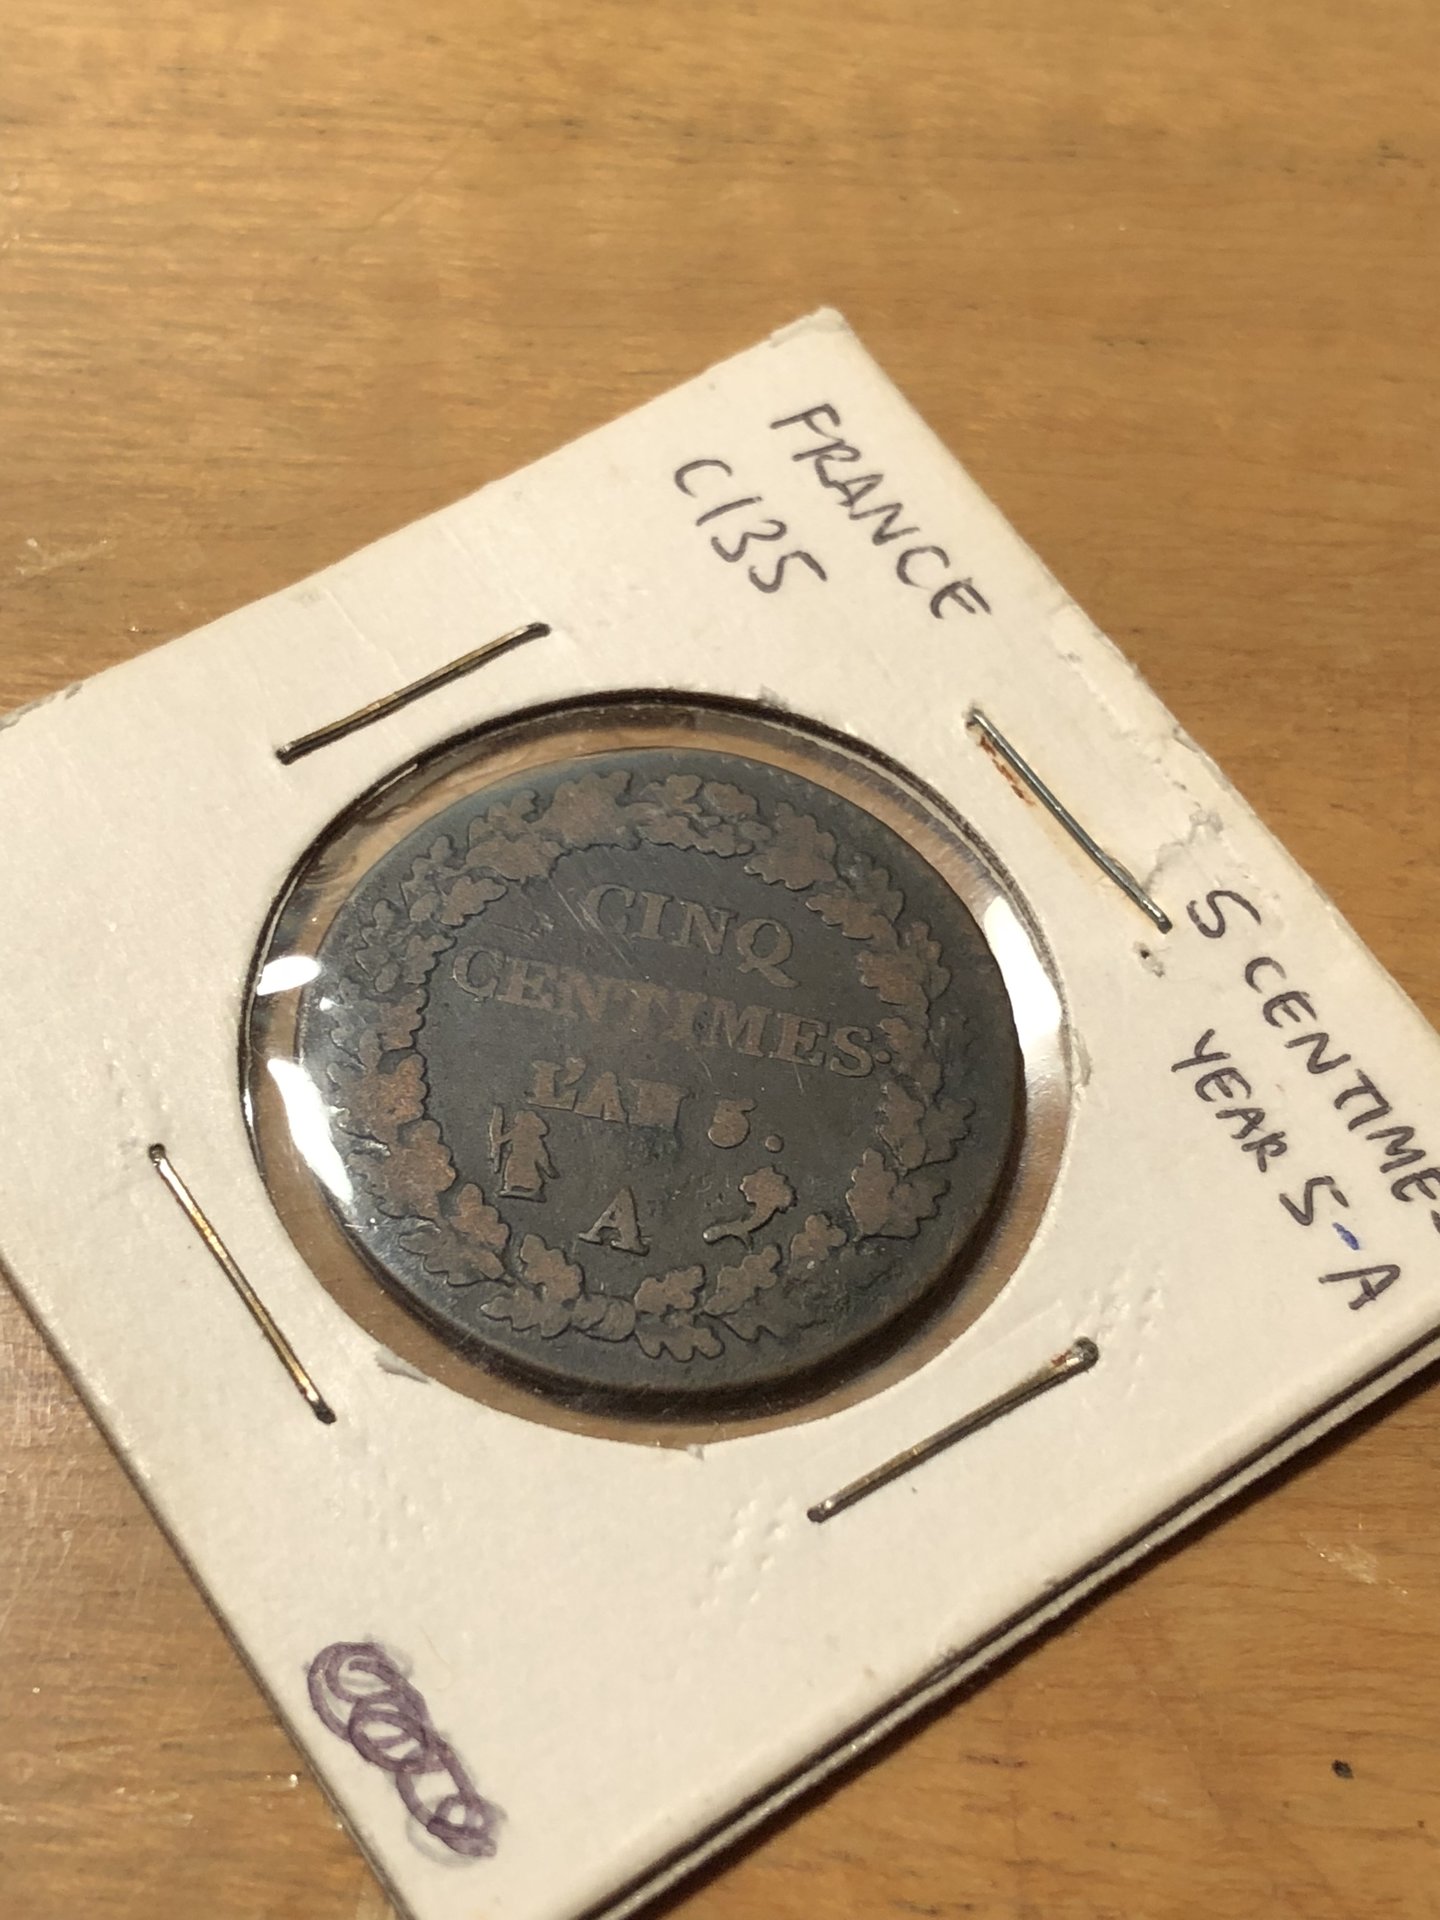 FRANCE
C135
5 CENTIMES
YEAR 5-A
CINQ
CENTIMES.
L'AN 5.
A